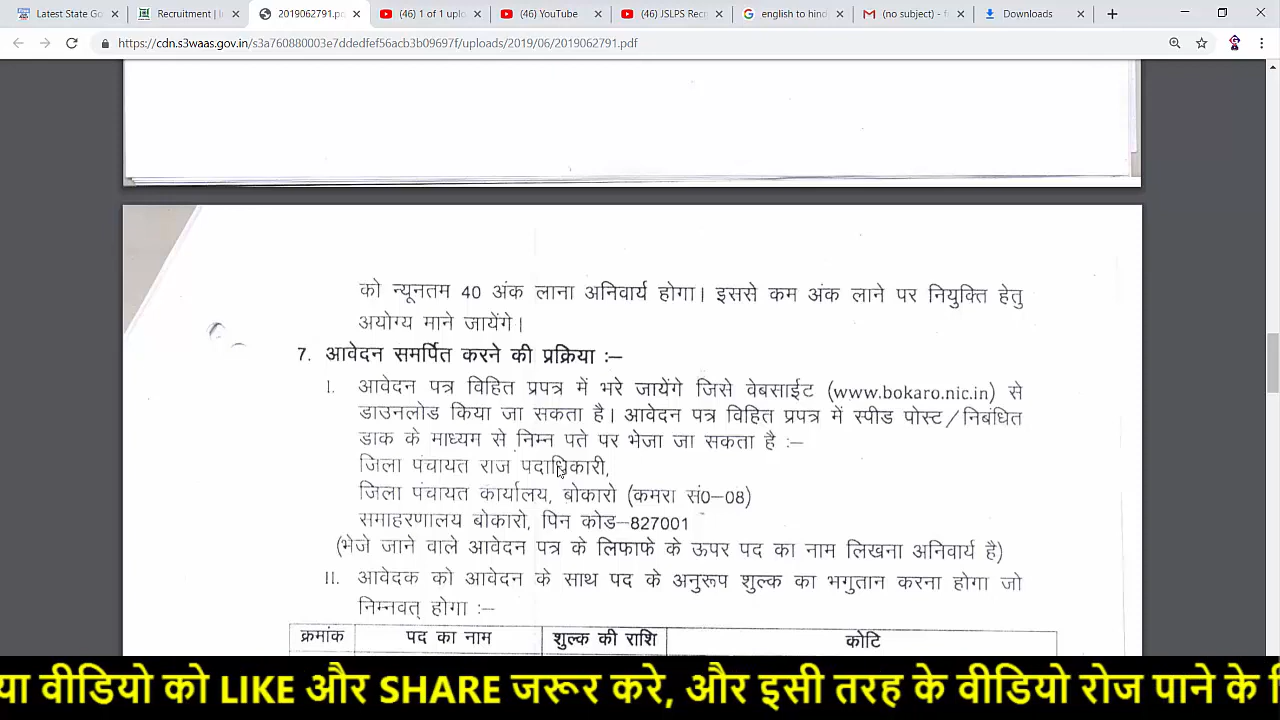 Latest State Go
Recruitment | I
2019062791.p
(46) 1 of 1 uplo
(46) YouTube
(46) JSLPS Rec
english to hindi
(no subject) - f
Downloads
https://cdn.s3waas.gov.in/s3a760880003e7ddedfef56acb3b09697f/uploads/2019/06/2019062791.pdf
को न्यूनतम 40 अंक लाना अनिवार्य होगा। इससे कम अंक लाने पर नियुक्ति हेतु
अयोग्य माने जायेंगे।
7. आवेदन समर्पित करने की प्रक्रिया :–
I. आवेदन पत्र विहित प्रपत्र में भरे जायेंगे जिसे वेबसाईट (www.bokaro.nic.in) से
डाउनलोड किया जा सकता है। आवेदन पत्र विहित प्रपत्र में स्पीड पोस्ट/निबंधित
डाक के माध्यम से निम्न पते पर भेजा जा सकता है :–
जिला पंचायत राज पदाधिकारी,
जिला पंचायत कार्यालय, बोकारो (कमरा सं0–08)
समाहरणालय बोकारो, पिन कोड–827001
(भेजे जाने वाले आवेदन पत्र के लिफाफे के ऊपर पद का नाम लिखना अनिवार्य है)
II. आवेदक को आवेदन के साथ पद के अनुरूप शुल्क का भगुतान करना होगा जो
निम्नवत् होगा :–
क्रमांक पद का नाम शुल्क की राशि कोटि
या वीडियो को LIKE और SHARE जरूर करे, और इसी तरह के वीडियो रोज पाने के